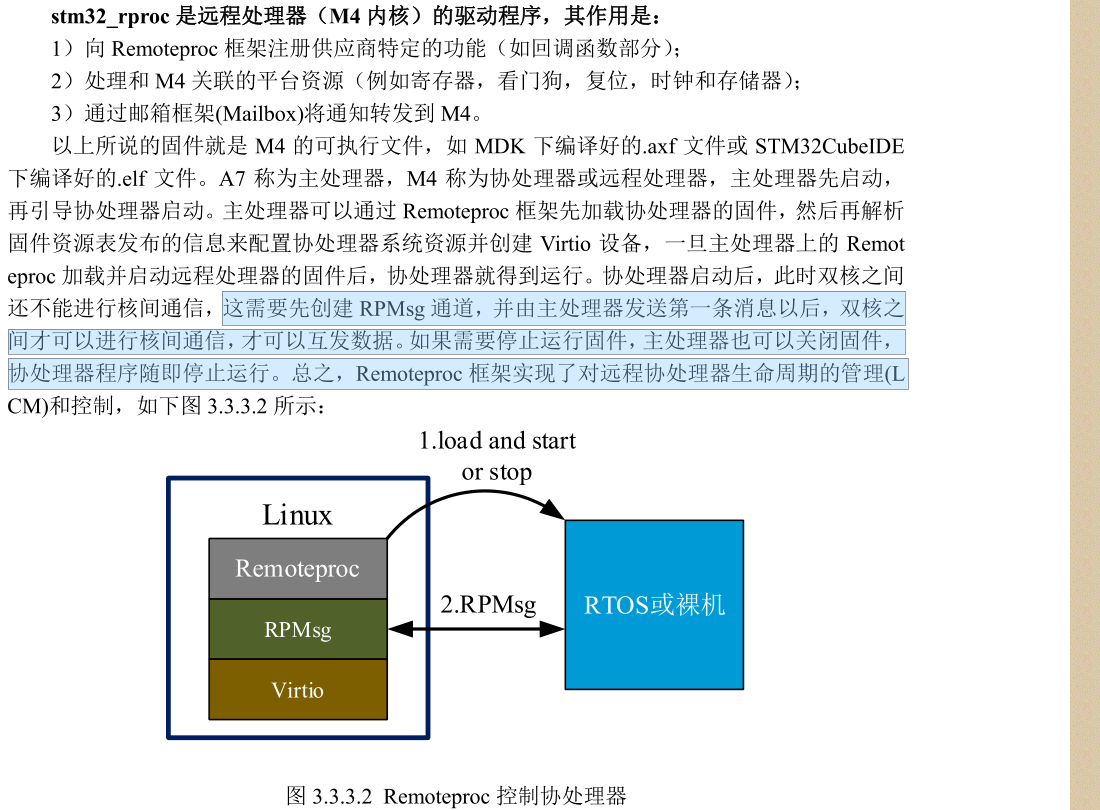 stm32_rproc 是远程处理器（M4 内核）的驱动程序，其作用是：
1）向 Remoteproc 框架注册供应商特定的功能（如回调函数部分）；
2）处理和 M4 关联的平台资源（例如寄存器，看门狗，复位，时钟和存储器）；
3）通过邮箱框架(Mailbox)将通知转发到 M4。
以上所说的固件就是 M4 的可执行文件，如 MDK 下编译好的.axf 文件或 STM32CubeIDE
下编译好的.elf 文件。A7 称为主处理器，M4 称为协处理器或远程处理器，主处理器先启动，
再引导协处理器启动。主处理器可以通过 Remoteproc 框架先加载协处理器的固件，然后再解析
固件资源表发布的信息来配置协处理器系统资源并创建 Virtio 设备，一旦主处理器上的 Remot
eproc 加载并启动远程处理器的固件后，协处理器就得到运行。协处理器启动后，此时双核之间
还不能进行核间通信，这需要先创建 RPMsg 通道，并由主处理器发送第一条消息以后，双核之
间才可以进行核间通信，才可以互发数据。如果需要停止运行固件，主处理器也可以关闭固件，
协处理器程序随即停止运行。总之，Remoteproc 框架实现了对远程协处理器生命周期的管理(L
CM)和控制，如下图 3.3.3.2 所示：
1.load and start
or stop
Linux
Remoteproc
RPMsg
Virtio
2.RPMsg
RTOS或裸机
图 3.3.3.2 Remoteproc 控制协处理器